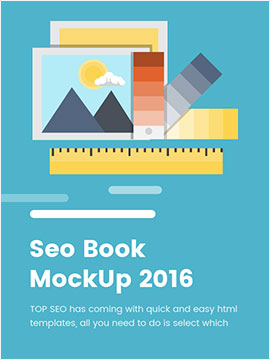 Seo Book
MockUp 2016
TOP SEO has coming with quick and easy html
templates, all you need to do is select which